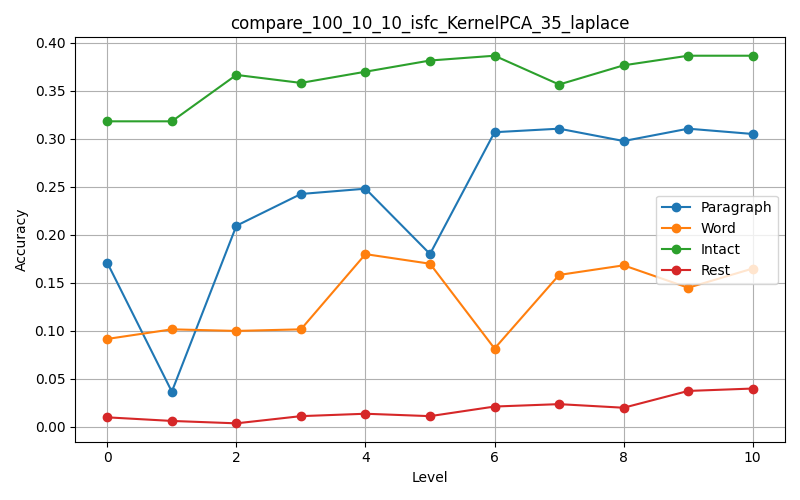 compare_100_10_10_isfc_KernelPCA_35_laplace
Accuracy
0.40
0.35
0.30
0.25
0.20
0.15
0.10
0.05
0.00
Paragraph
Word
Intact
Rest
0 2 4 6 8 10
Level